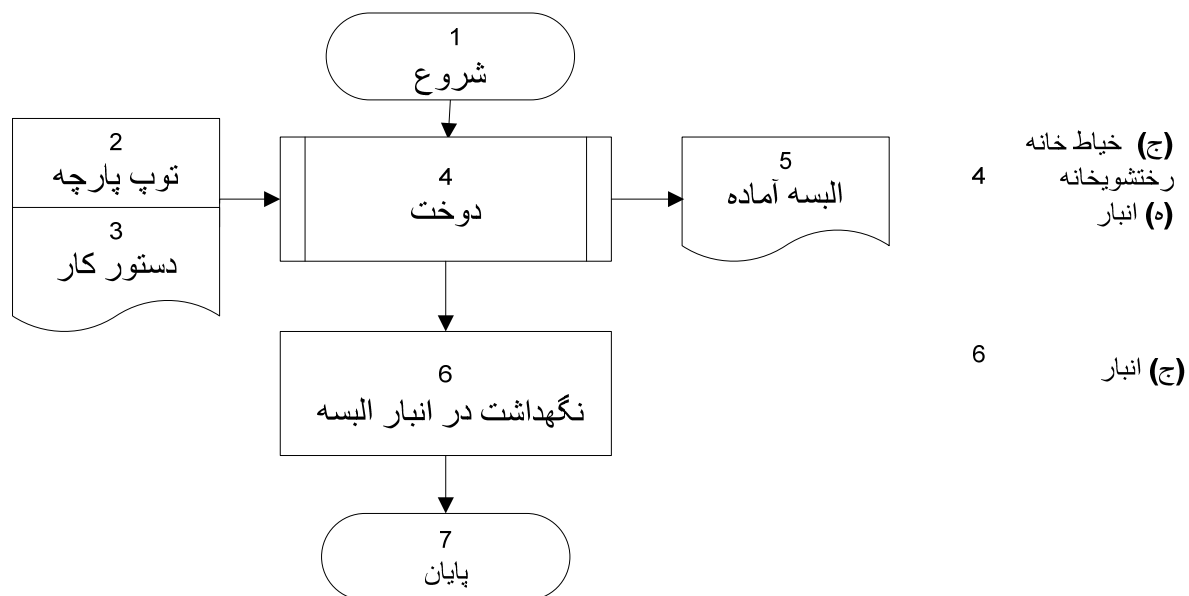 1
شروع
2
توپ پارچه
3
دستور کار
4
دوخت
5
البسه آماده
6
نگهداشت در انبار البسه
7
پایان
4
(ج) خیاط خانه
رختشویخانه
(ه) انبار
6
(ج) انبار